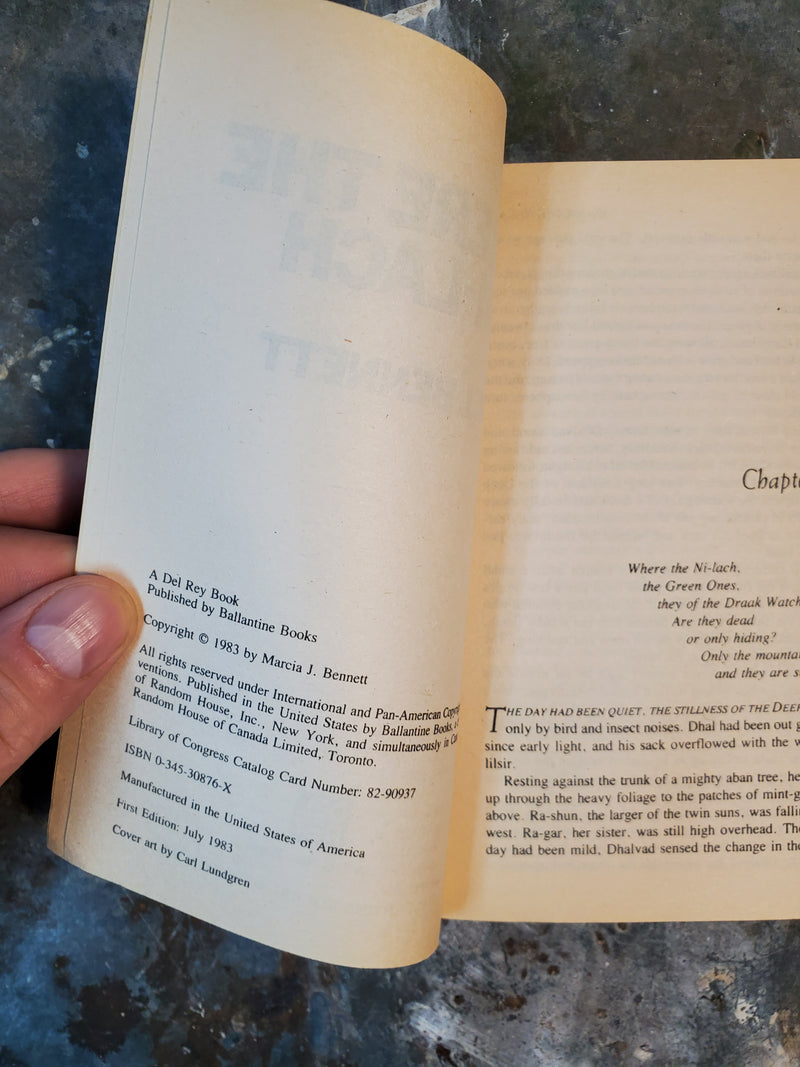 A Del Rey Book
Published by Ballantine Books
Copyright © 1983 by Marcia J. Bennett
All rights reserved under International and Pan-American Copyrig
ventions. Published in the United States by Ballantine Books, a
of Random House, Inc., New York, and simultaneously in Can
Random House of Canada Limited, Toronto.
Library of Congress Catalog Card Number: 82-90937
ISBN 0-345-30876-X
Manufactured in the United States of America
First Edition: July 1983
Cover art by Carl Lundgren
Chapt
Where the Ni-lach,
the Green Ones,
they of the Draak Watch
Are they dead
or only hiding?
Only the mounta
and they are s
THE DAY HAD BEEN QUIET, THE STILLNESS OF THE DEEP
only by bird and insect noises. Dhal had been out g
since early light, and his sack overflowed with the w
lilsir.
Resting against the trunk of a mighty aban tree, he
up through the heavy foliage to the patches of mint-g
above. Ra-shun, the larger of the twin suns, was falli
west. Ra-gar, her sister, was still high overhead. The
day had been mild, Dhalvad sensed the change in the